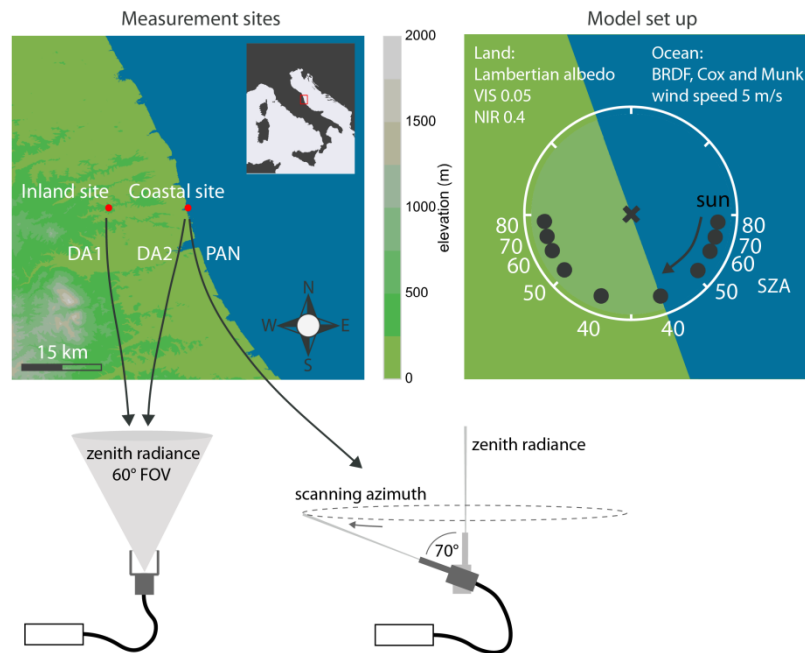 Measurement sites
Inland site
Coastal site
DA1
DA2
PAN
15 km
N
W
E
S
2000
1500
1000
500
0
elevation (m)
Model set up
Land:
Lambertian albedo
VIS 0.05
NIR 0.4
Ocean:
BRDF, Cox and Munk
wind speed 5 m/s
sun
80
70
60
50
40
80
70
60
50
40
SZA
zenith radiance
60° FOV
zenith radiance
scanning azimuth
70°